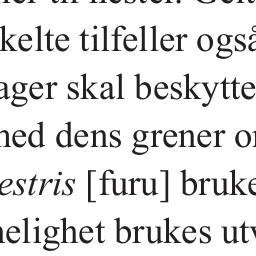 kelte tilfeller også
ager skal beskytte
ned dens grener o
estris [furu] bruke
nelighet brukes utv